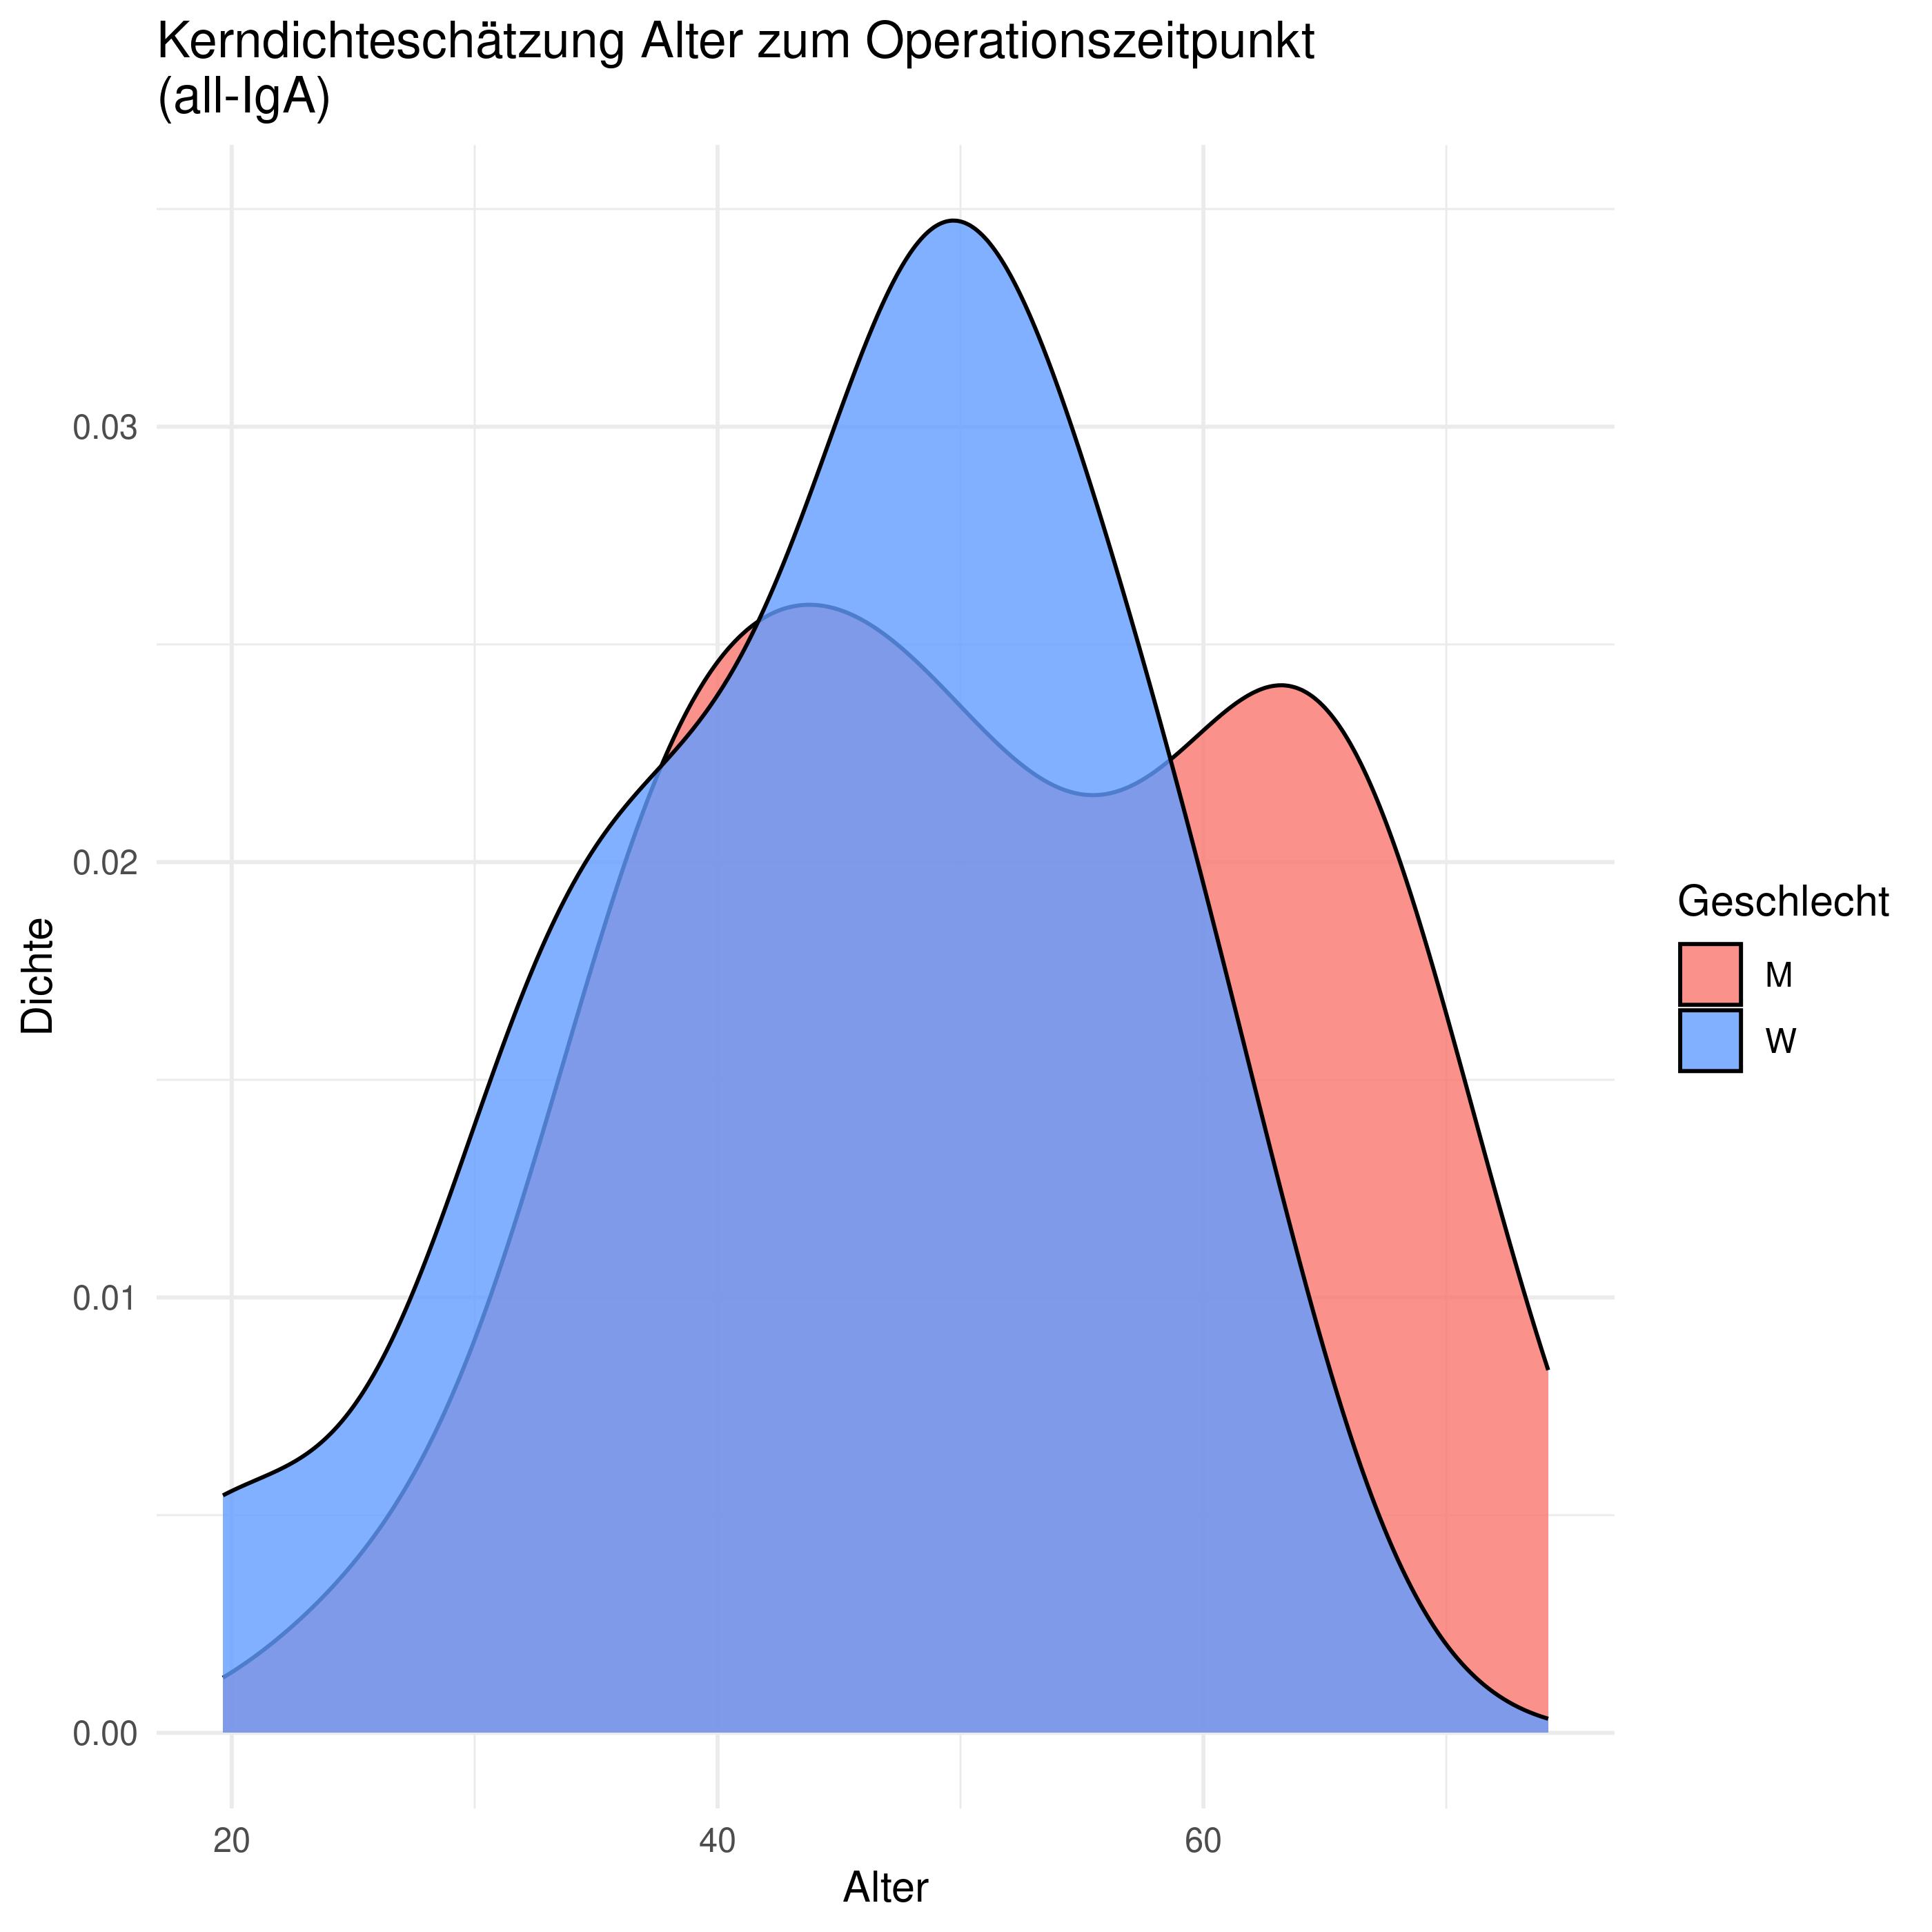 Kerndichteschätzung Alter zum Operationszeitpunkt
(all-IgA)
0.03
0.02
0.01
0.00
Dichte
20 40 60
Alter
Geschlecht
M
W